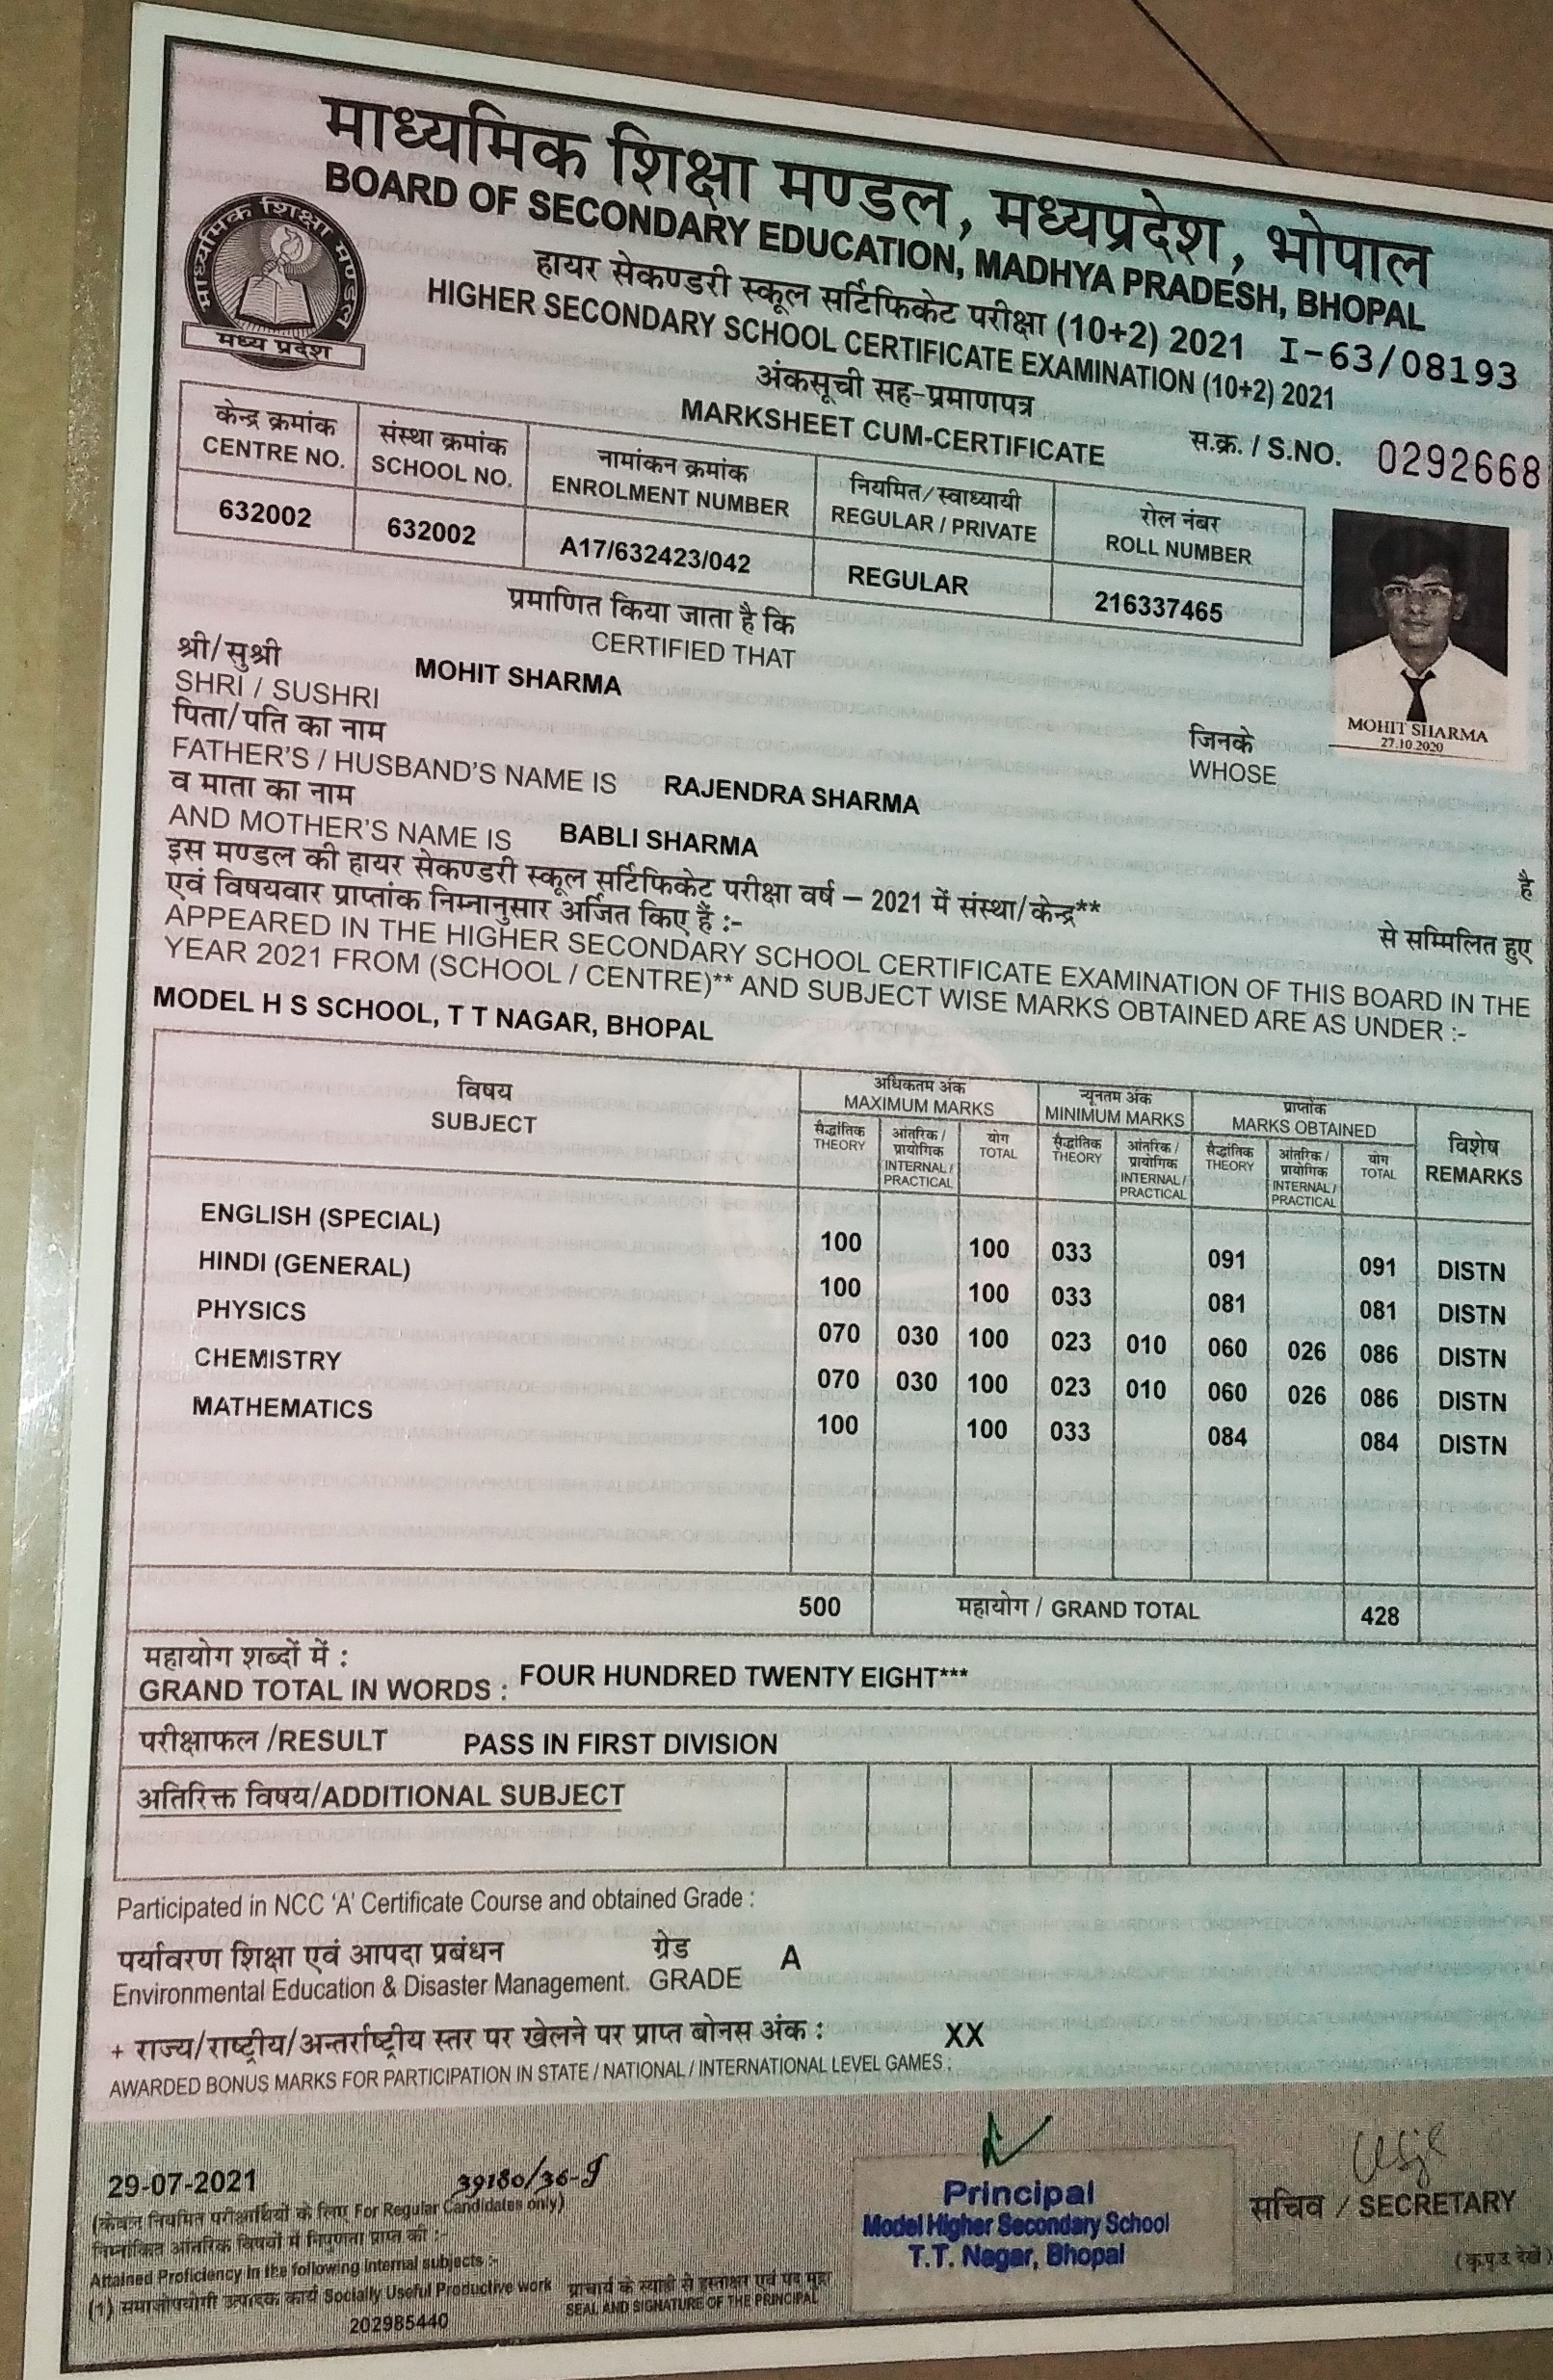 माध्यमिक शिक्षा मण्डल, मध्यप्रदेश, भोपाल
BOARD OF SECONDARY EDUCATION, MADHYA PRADESH, BHOPAL
माध्यमिक शिक्षा मण्डल
मध्य प्रदेश
हायर सेकण्डरी स्कूल सर्टिफिकेट परीक्षा (10+2) 2021 I-63/08193
HIGHER SECONDARY SCHOOL CERTIFICATE EXAMINATION (10+2) 2021
अंकसूची सह-प्रमाणपत्र
MARKSHEET CUM-CERTIFICATE
स.क्र. / S.NO. 0292668
केन्द्र क्रमांक संस्था क्रमांक नामांकन क्रमांक नियमित/स्वाध्यायी रोल नंबर
CENTRE NO. SCHOOL NO. ENROLMENT NUMBER REGULAR / PRIVATE ROLL NUMBER
632002 632002 A17/632423/042 REGULAR 216337465
प्रमाणित किया जाता है कि
CERTIFIED THAT
श्री/सुश्री
SHRI / SUSHRI MOHIT SHARMA
MOHIT SHARMA
27.10.2020
जिनके
WHOSE
पिता/पति का नाम
FATHER'S / HUSBAND'S NAME IS RAJENDRA SHARMA
व माता का नाम
AND MOTHER'S NAME IS BABLI SHARMA
है
इस मण्डल की हायर सेकण्डरी स्कूल सर्टिफिकेट परीक्षा वर्ष – 2021 में संस्था/केन्द्र** से सम्मिलित हुए
एवं विषयवार प्राप्तांक निम्नानुसार अर्जित किए हैं :-
APPEARED IN THE HIGHER SECONDARY SCHOOL CERTIFICATE EXAMINATION OF THIS BOARD IN THE
YEAR 2021 FROM (SCHOOL / CENTRE)** AND SUBJECT WISE MARKS OBTAINED ARE AS UNDER :-
MODEL H S SCHOOL, T T NAGAR, BHOPAL
विषय अधिकतम अंक न्यूनतम अंक प्राप्तांक विशेष
SUBJECT MAXIMUM MARKS MINIMUM MARKS MARKS OBTAINED REMARKS
सैद्धांतिक आंतरिक / योग सैद्धांतिक आंतरिक / सैद्धांतिक आंतरिक / योग
THEORY प्रायोगिक TOTAL THEORY प्रायोगिक THEORY प्रायोगिक TOTAL
INTERNAL / INTERNAL / INTERNAL /
PRACTICAL PRACTICAL PRACTICAL
ENGLISH (SPECIAL) 100 100 033 091 091 DISTN
HINDI (GENERAL) 100 100 033 081 081 DISTN
PHYSICS 070 030 100 023 010 060 026 086 DISTN
CHEMISTRY 070 030 100 023 010 060 026 086 DISTN
MATHEMATICS 100 100 033 084 084 DISTN
500 महायोग / GRAND TOTAL 428
महायोग शब्दों में :
GRAND TOTAL IN WORDS : FOUR HUNDRED TWENTY EIGHT***
परीक्षाफल /RESULT PASS IN FIRST DIVISION
अतिरिक्त विषय/ADDITIONAL SUBJECT
Participated in NCC 'A' Certificate Course and obtained Grade :
पर्यावरण शिक्षा एवं आपदा प्रबंधन ग्रेड A
Environmental Education & Disaster Management. GRADE
+ राज्य/राष्ट्रीय/अन्तर्राष्ट्रीय स्तर पर खेलने पर प्राप्त बोनस अंक : XX
AWARDED BONUS MARKS FOR PARTICIPATION IN STATE / NATIONAL / INTERNATIONAL LEVEL GAMES :
29-07-2021 39180/36-J
(केवल नियमित परीक्षार्थियों के लिए For Regular Candidates only)
निम्नांकित आंतरिक विषयों में निपुणता प्राप्त की :-
Attained Proficiency in the following internal subjects :-
(1) समाजोपयोगी उत्पादक कार्य Socially Useful Productive work
202985440
प्राचार्य के स्याही से हस्ताक्षर एवं पद मुद्रा
SEAL AND SIGNATURE OF THE PRINCIPAL
Principal
Model Higher Secondary School
T.T. Nagar, Bhopal
सचिव / SECRETARY
(कृ.पृ.उ. देखें)